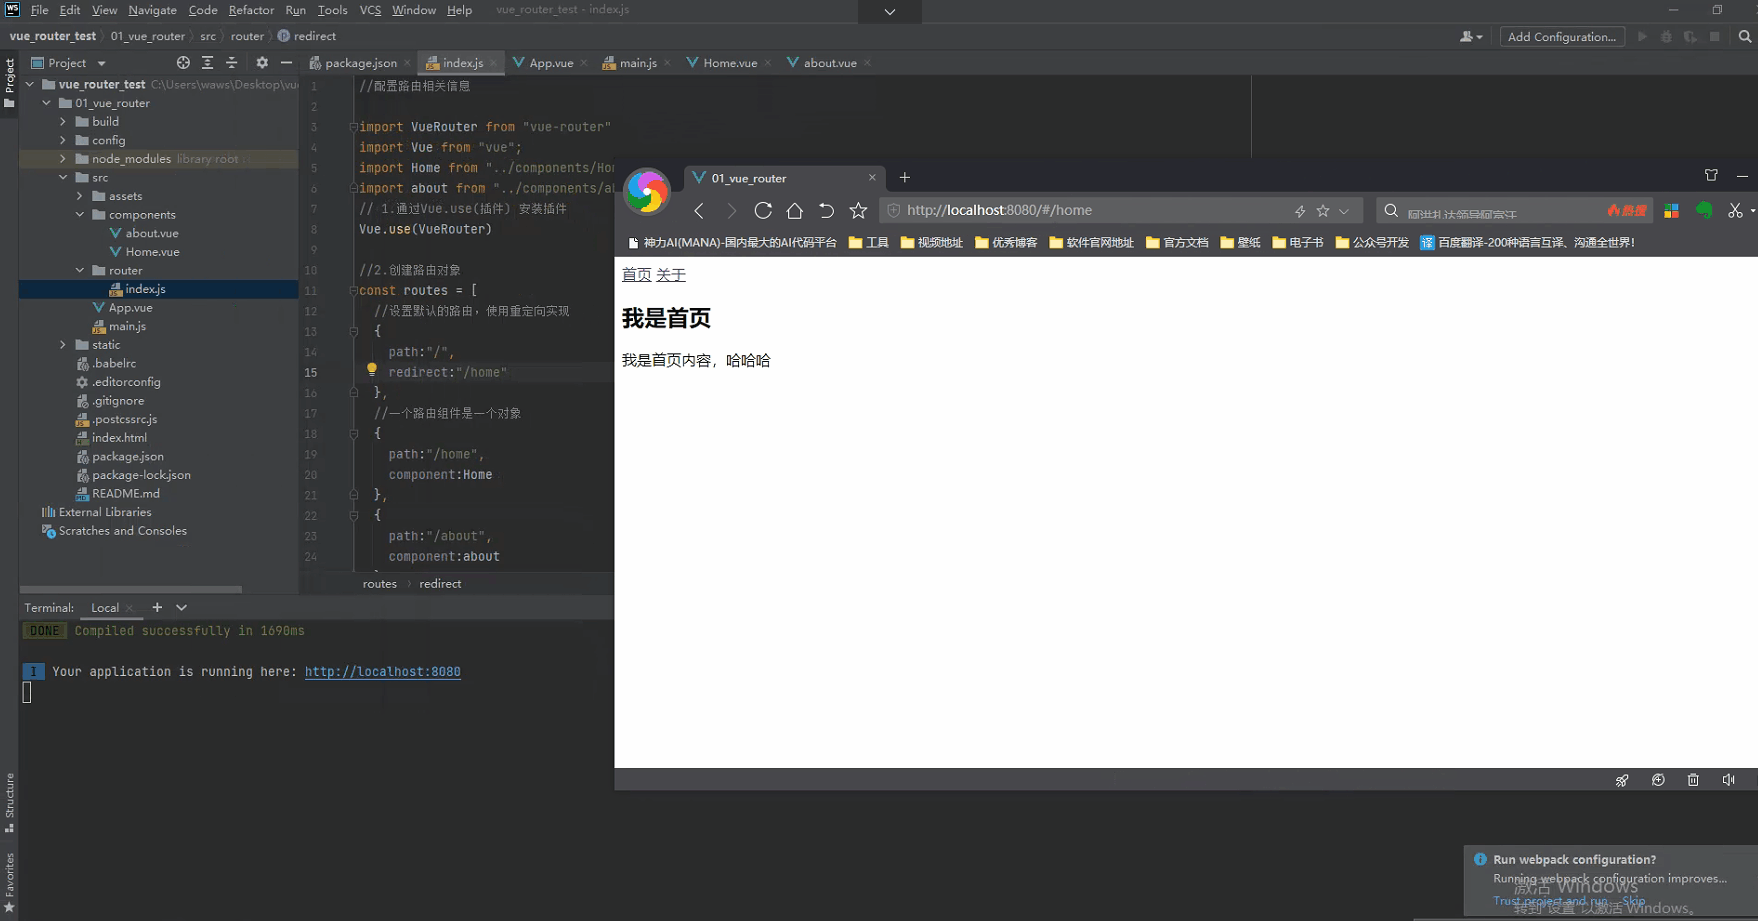 File Edit View Navigate Code Refactor Run Tools VCS Window Help vue_router_test - index.js
vue_router_test 01_vue_router src router redirect
Add Configuration...
Project
package.json index.js App.vue main.js Home.vue about.vue
Project
vue_router_test C:\Users\waws\Desktop\vu
01_vue_router
build
config
node_modules library root
src
assets
components
about.vue
Home.vue
router
index.js
App.vue
main.js
static
.babelrc
.editorconfig
.gitignore
.postcssrc.js
index.html
package.json
package-lock.json
README.md
External Libraries
Scratches and Consoles
1 //配置路由相关信息
2
3 import VueRouter from "vue-router"
4 import Vue from "vue";
5 import Home from "../components/Ho
6 import about from "../components/a
7 // 1.通过Vue.use(插件) 安装插件
8 Vue.use(VueRouter)
9
10 //2.创建路由对象
11 const routes = [
12 //设置默认的路由，使用重定向实现
13 {
14 path:"/",
15 redirect:"/home"
16 },
17 //一个路由组件是一个对象
18 {
19 path:"/home",
20 component:Home
21 },
22 {
23 path:"/about",
24 component:about
routes redirect
01_vue_router
http://localhost:8080/#/home
热搜
神力AI(MANA)-国内最大的AI代码平台 工具 视频地址 优秀博客 软件官网地址 官方文档 壁纸 电子书 公众号开发 译 百度翻译-200种语言互译、沟通全世界！
首页 关于
我是首页
我是首页内容，哈哈哈
Terminal: Local
DONE Compiled successfully in 1690ms
I Your application is running here: http://localhost:8080
Structure
Favorites
Run webpack configuration?
Running webpack configuration improves...
Trust project and run Skip
激活 Windows
转到"设置"以激活 Windows。